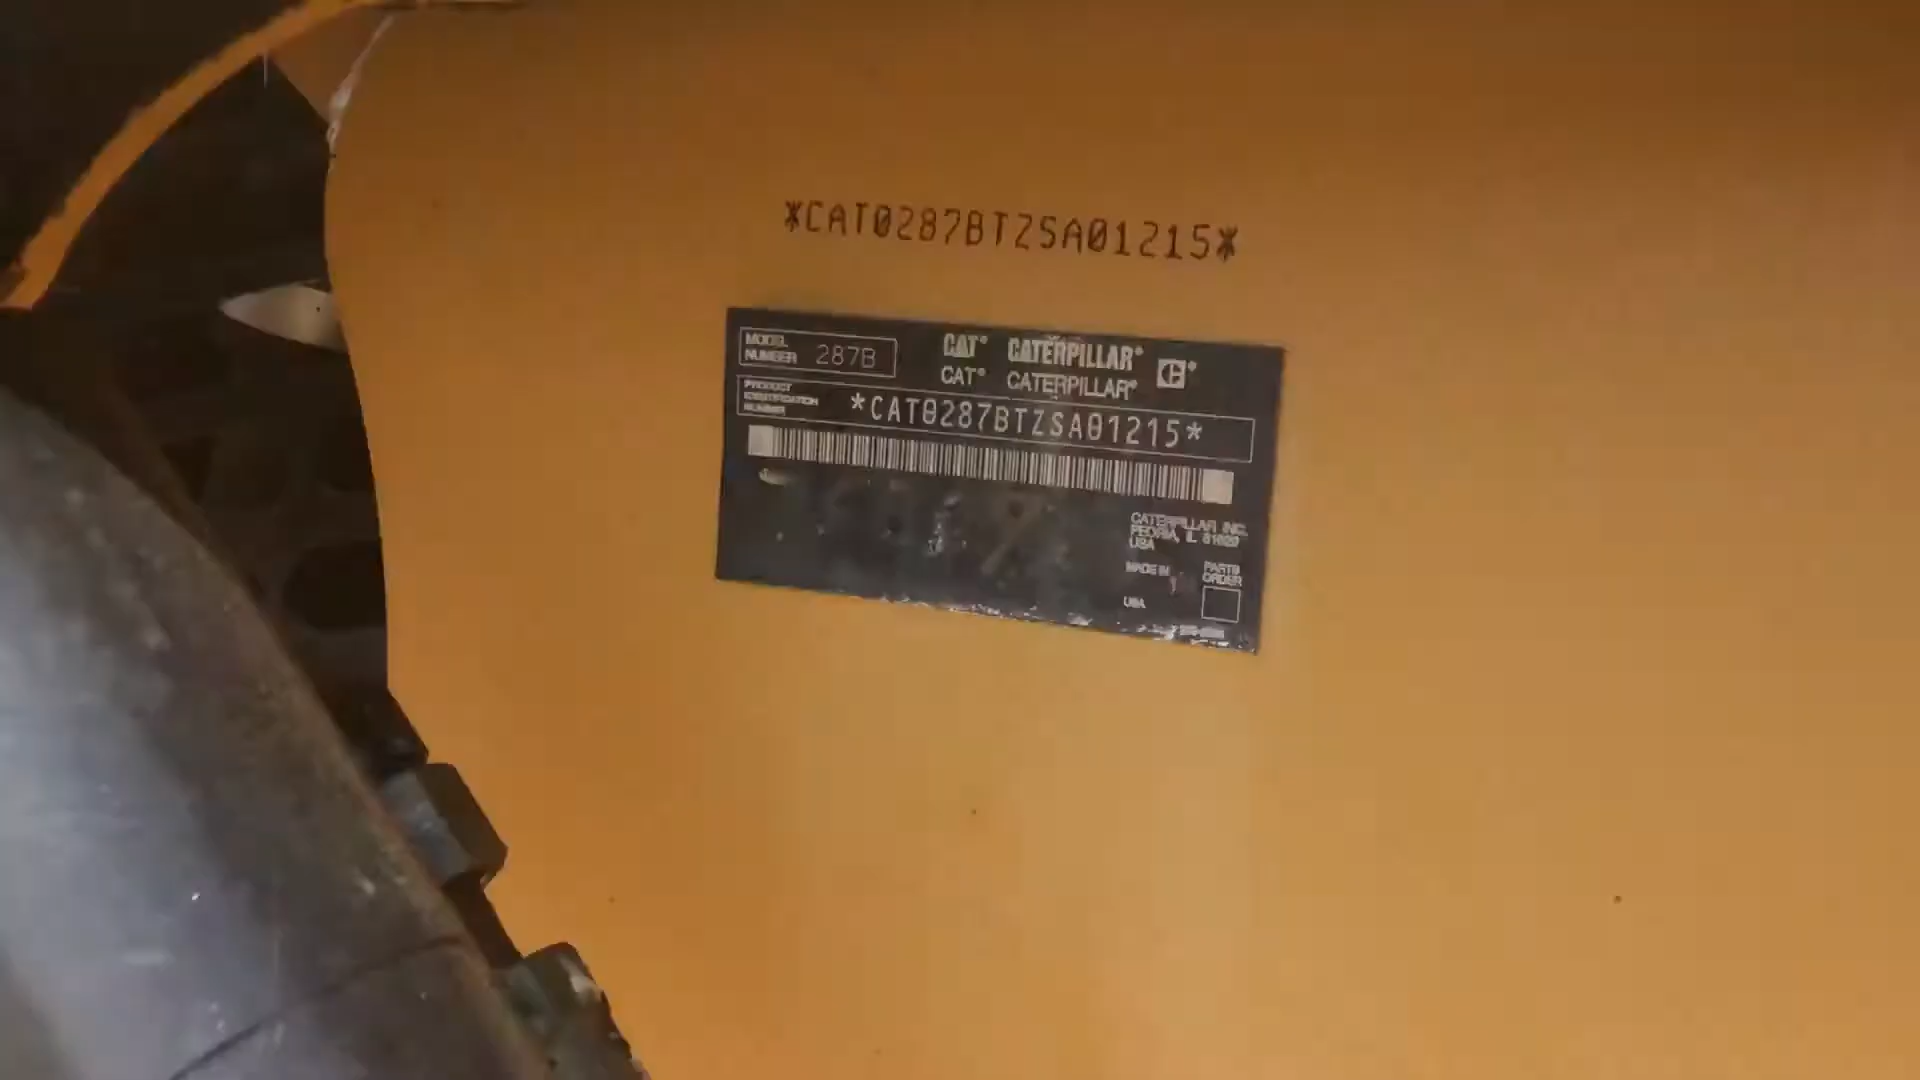 *CAT0287BTZSA01215*
MODEL
NUMBER 287B
CAT® CATERPILLAR®
CAT® CATERPILLAR®
PRODUCT
IDENTIFICATION
NUMBER
*CAT0287BTZSA01215*
CATERPILLAR INC.
PEORIA, IL 61629
USA
MADE IN
USA
PARTS
ORDER